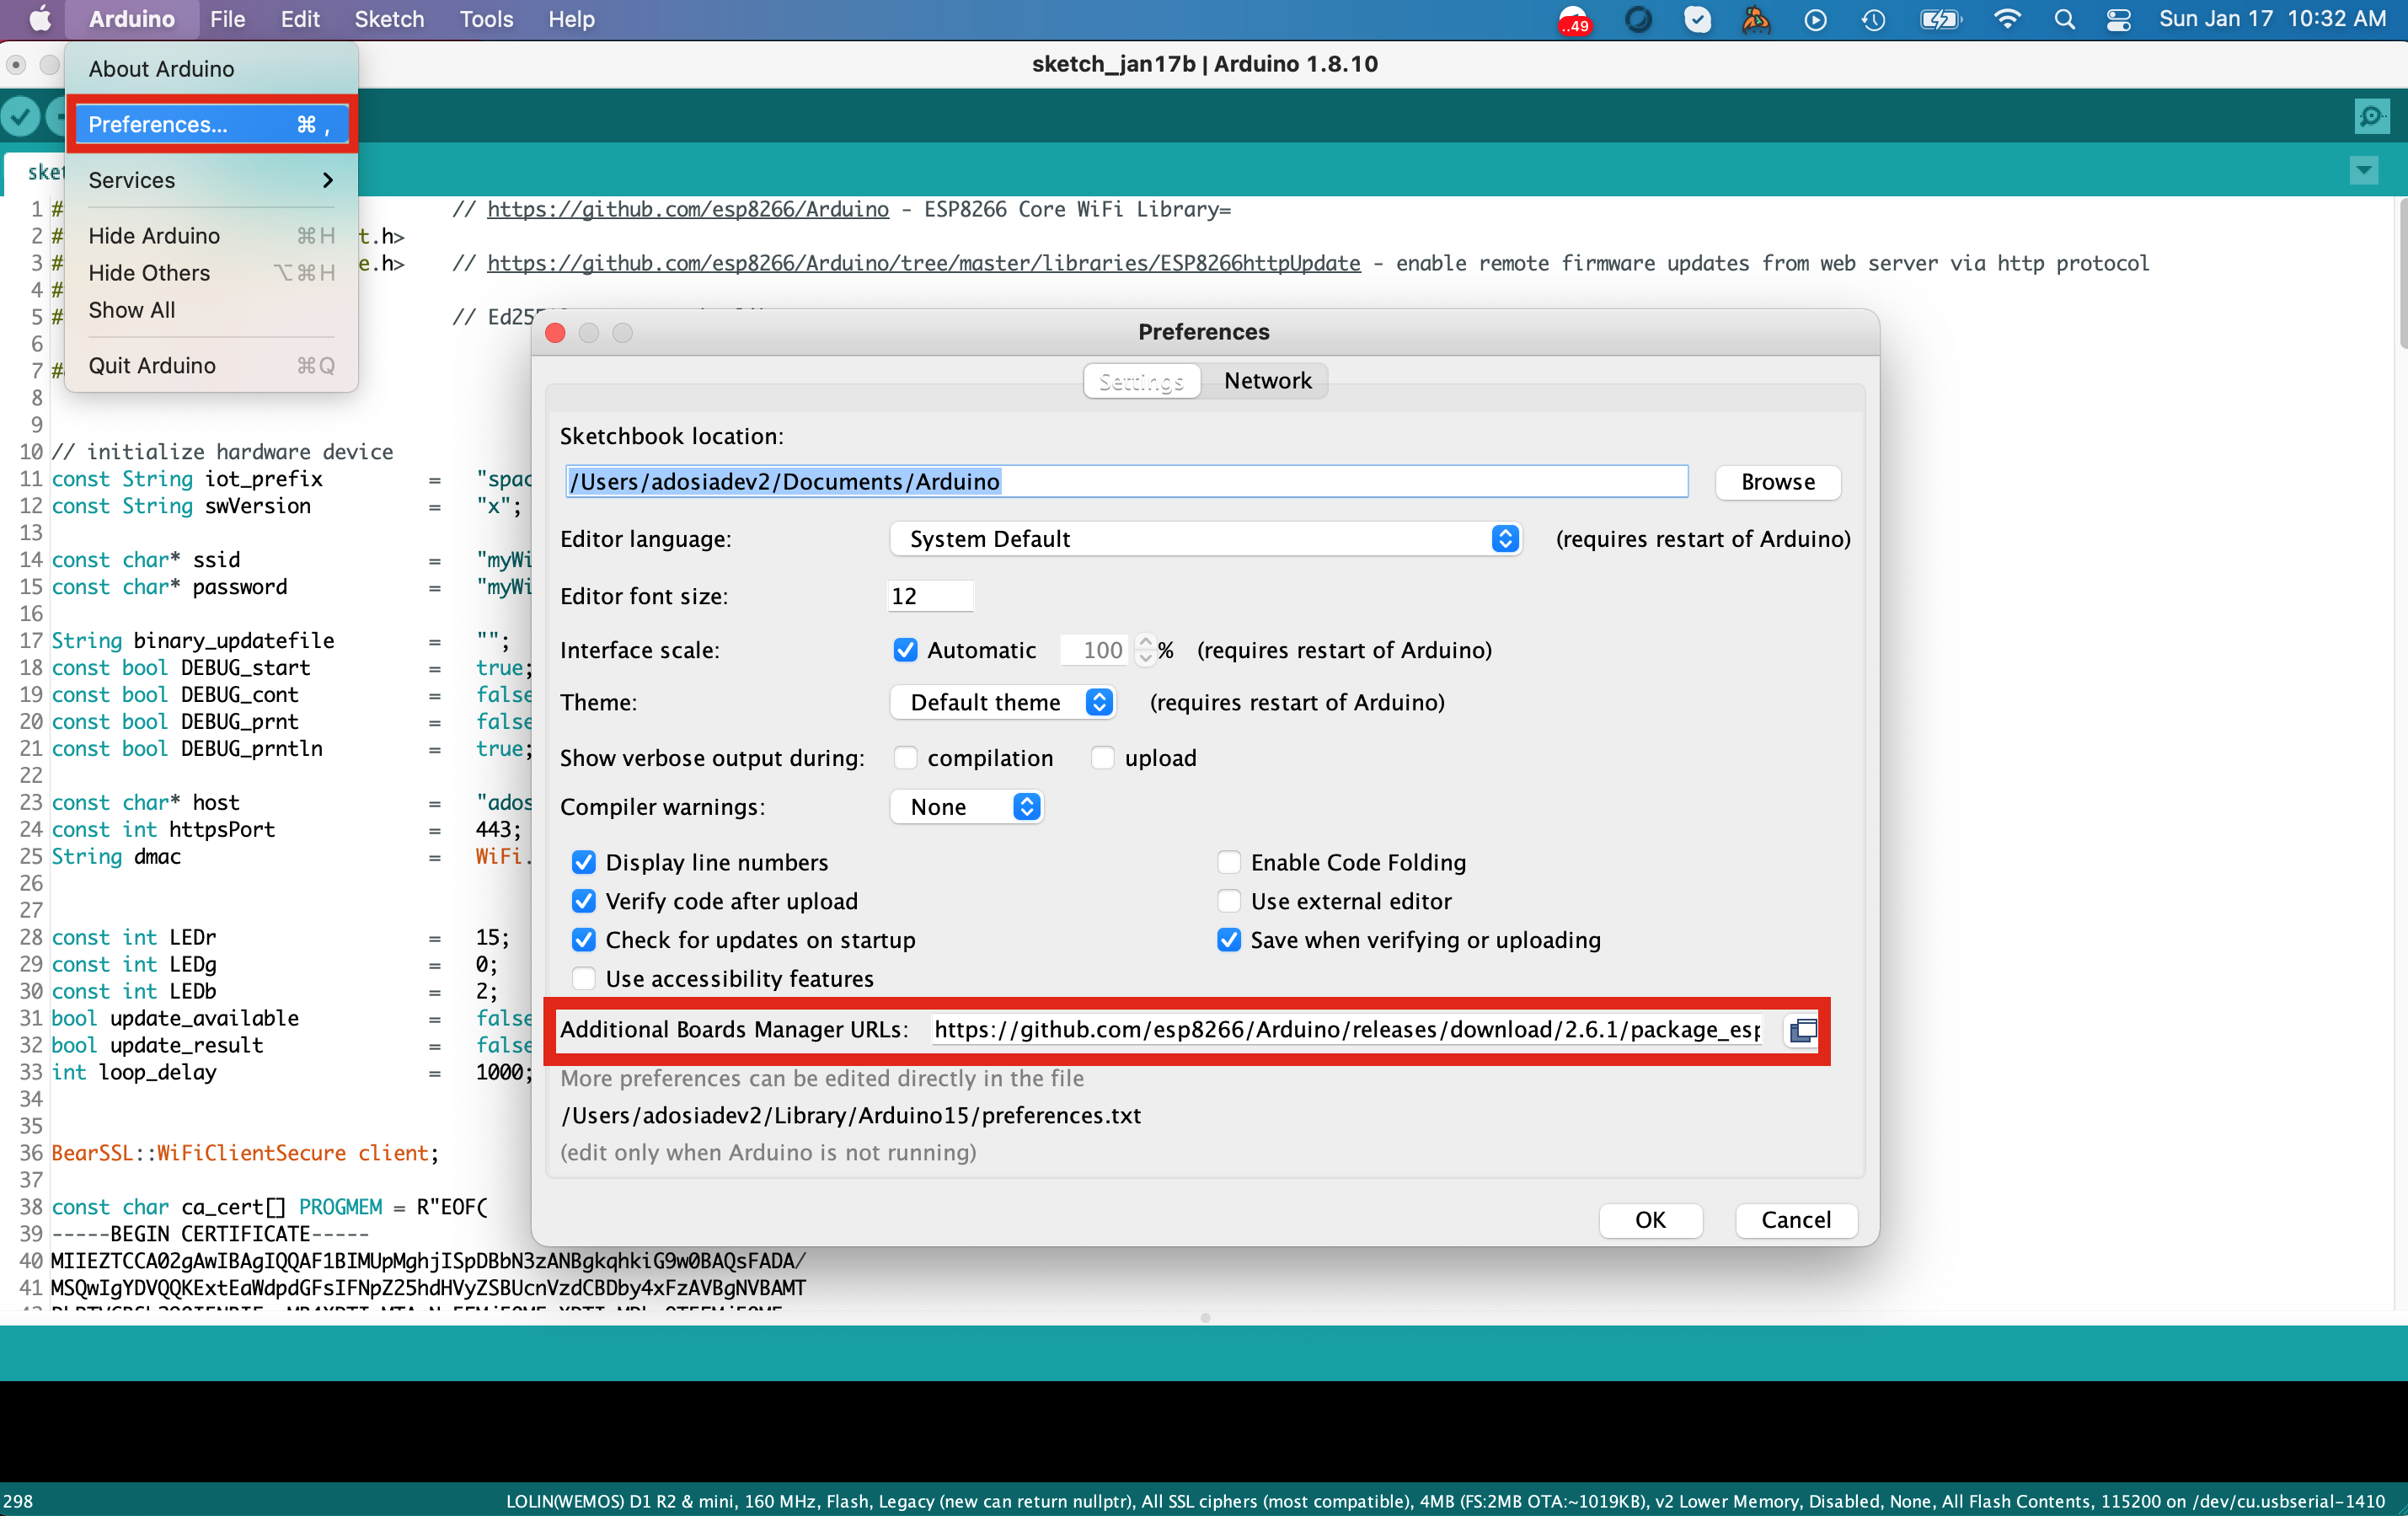 Arduino File Edit Sketch Tools Help ..49 Sun Jan 17 10:32 AM
sketch_jan17b | Arduino 1.8.10
About Arduino
Preferences... ⌘ ,
Services
Hide Arduino ⌘H
Hide Others ⌥⌘H
Show All
Quit Arduino ⌘Q
1 # // https://github.com/esp8266/Arduino - ESP8266 Core WiFi Library=
2 # t.h>
3 # e.h> // https://github.com/esp8266/Arduino/tree/master/libraries/ESP8266httpUpdate - enable remote firmware updates from web server via http protocol
4 #
5 # //
6
7 #
8
9
10 // initialize hardware device
11 const String iot_prefix = "spac
12 const String swVersion = "x";
13
14 const char* ssid = "myWi
15 const char* password = "myWi
16
17 String binary_updatefile = "";
18 const bool DEBUG_start = true;
19 const bool DEBUG_cont = false
20 const bool DEBUG_prnt = false
21 const bool DEBUG_prntln = true;
22
23 const char* host = "ados
24 const int httpsPort = 443;
25 String dmac = WiFi.
26
27
28 const int LEDr = 15;
29 const int LEDg = 0;
30 const int LEDb = 2;
31 bool update_available = false
32 bool update_result = false
33 int loop_delay = 1000;
34
35
36 BearSSL::WiFiClientSecure client;
37
38 const char ca_cert[] PROGMEM = R"EOF(
39 -----BEGIN CERTIFICATE-----
40 MIIEZTCCA02gAwIBAgIQQAF1BIMUpMghjISpDBbN3zANBgkqhkiG9w0BAQsFADA/
41 MSQwIgYDVQQKExtEaWdpdGFsIFNpZ25hdHVyZSBUcnVzdCBDby4xFzAVBgNVBAMT
Preferences
Settings Network
Sketchbook location:
/Users/adosiadev2/Documents/Arduino Browse
Editor language: System Default (requires restart of Arduino)
Editor font size: 12
Interface scale: Automatic 100 % (requires restart of Arduino)
Theme: Default theme (requires restart of Arduino)
Show verbose output during: compilation upload
Compiler warnings: None
Display line numbers Enable Code Folding
Verify code after upload Use external editor
Check for updates on startup Save when verifying or uploading
Use accessibility features
Additional Boards Manager URLs: https://github.com/esp8266/Arduino/releases/download/2.6.1/package_esp
More preferences can be edited directly in the file
/Users/adosiadev2/Library/Arduino15/preferences.txt
(edit only when Arduino is not running)
OK Cancel
298 LOLIN(WEMOS) D1 R2 & mini, 160 MHz, Flash, Legacy (new can return nullptr), All SSL ciphers (most compatible), 4MB (FS:2MB OTA:~1019KB), v2 Lower Memory, Disabled, None, All Flash Contents, 115200 on /dev/cu.usbserial-1410